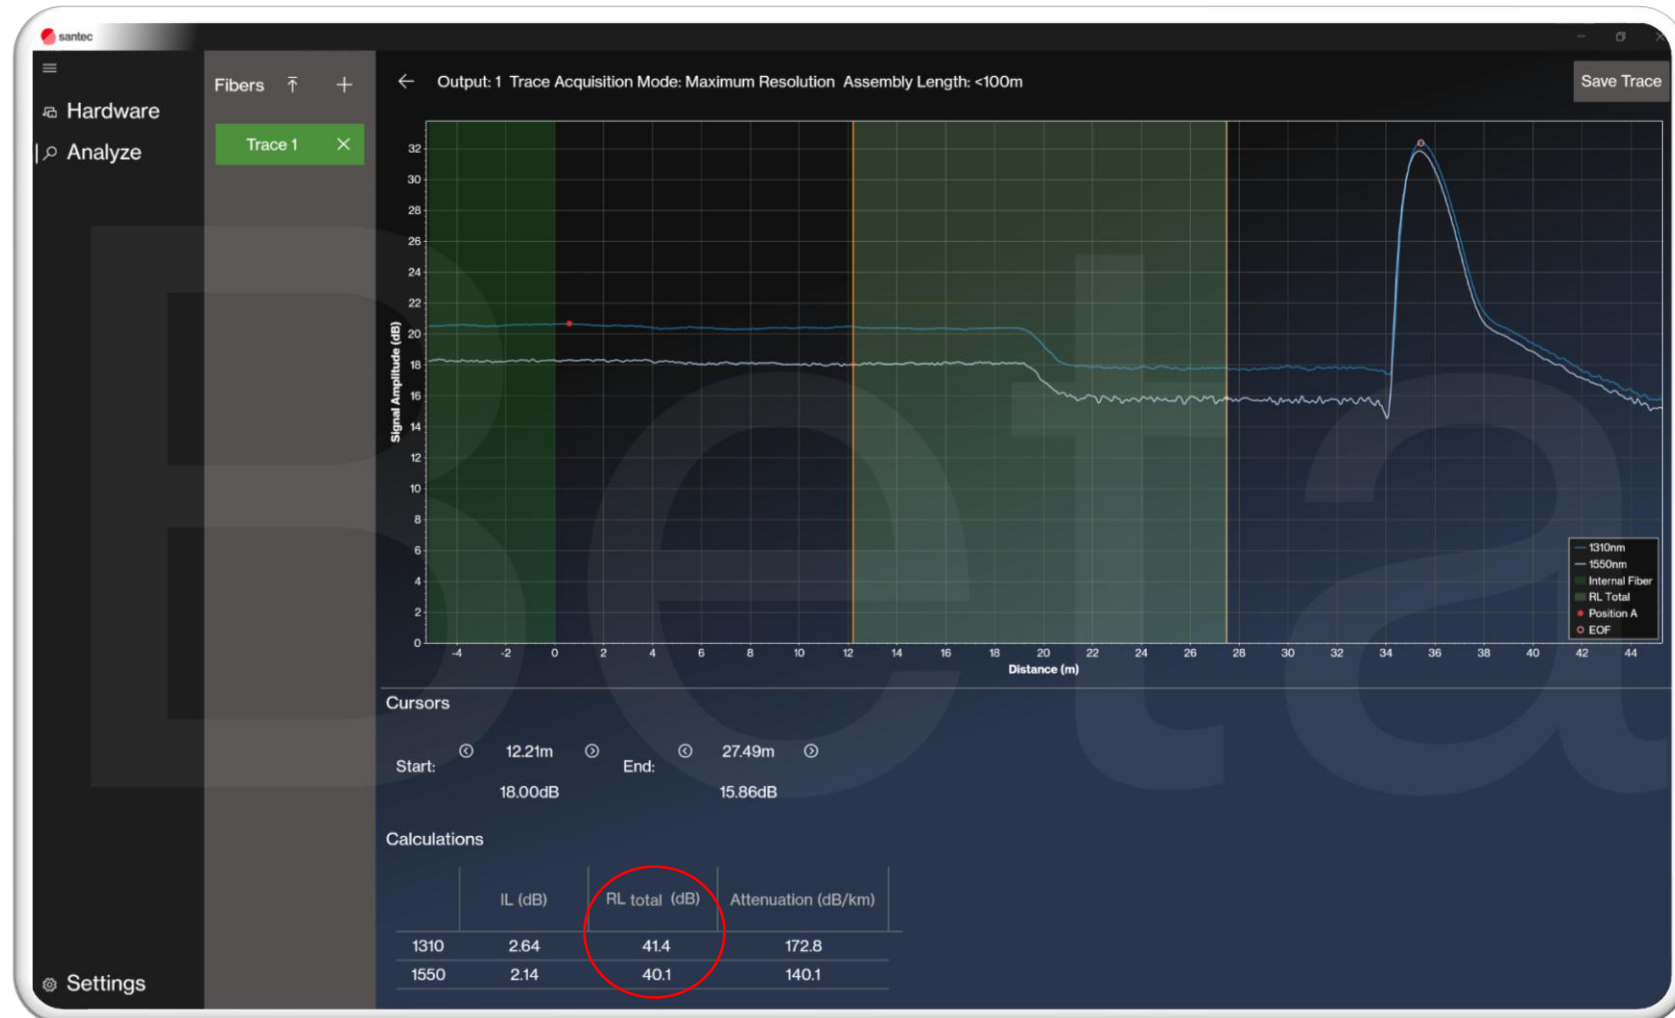 santec
Hardware
Analyze
Settings
Fibers
Trace 1
Output: 1 Trace Acquisition Mode: Maximum Resolution Assembly Length: <100m
Save Trace
Signal Amplitude (dB)
32
30
28
26
24
22
20
18
16
14
12
10
8
6
4
2
0
-4 -2 0 2 4 6 8 10 12 14 16 18 20 22 24 26 28 30 32 34 36 38 40 42 44
Distance (m)
1310nm
1550nm
Internal Fiber
RL Total
Position A
EOF
Beta
Cursors
Start: 12.21m End: 27.49m
18.00dB 15.86dB
Calculations
IL (dB) RL total (dB) Attenuation (dB/km)
1310 2.64 41.4 172.8
1550 2.14 40.1 140.1